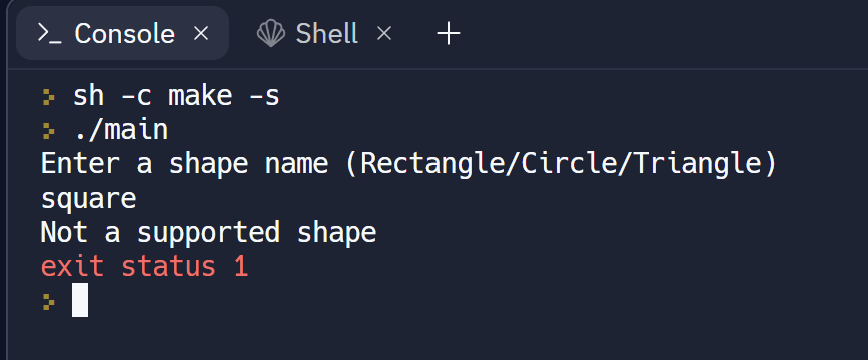 Console
Shell
sh -c make -s
./main
Enter a shape name (Rectangle/Circle/Triangle)
square
Not a supported shape
exit status 1